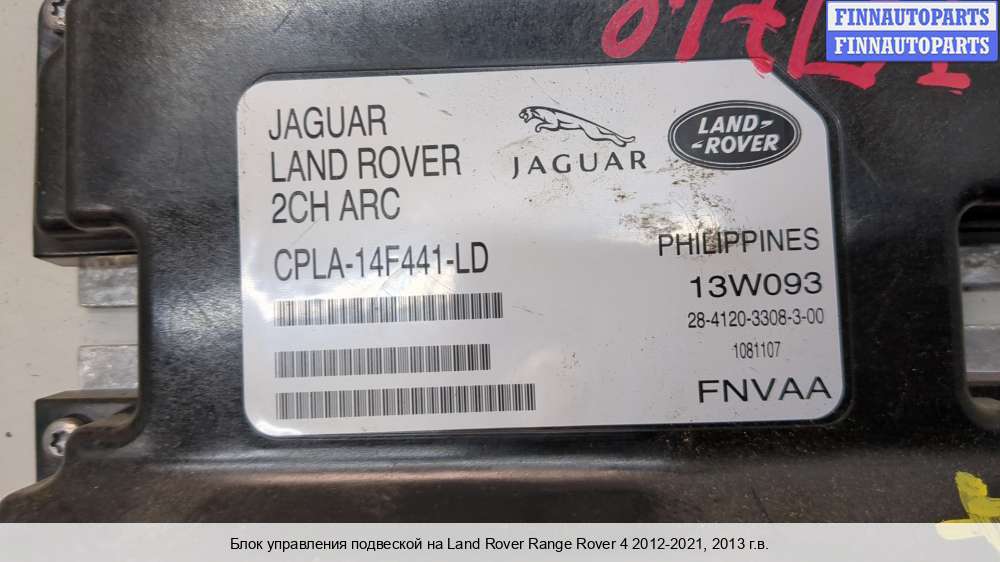 FINNAUTOPARTS
FINNAUTOPARTS
JAGUAR
LAND ROVER
2CH ARC
CPLA-14F441-LD
JAGUAR
LAND-
-ROVER
PHILIPPINES
13W093
28-4120-3308-3-00
1081107
FNVAA
Блок управления подвеской на Land Rover Range Rover 4 2012-2021, 2013 г.в.